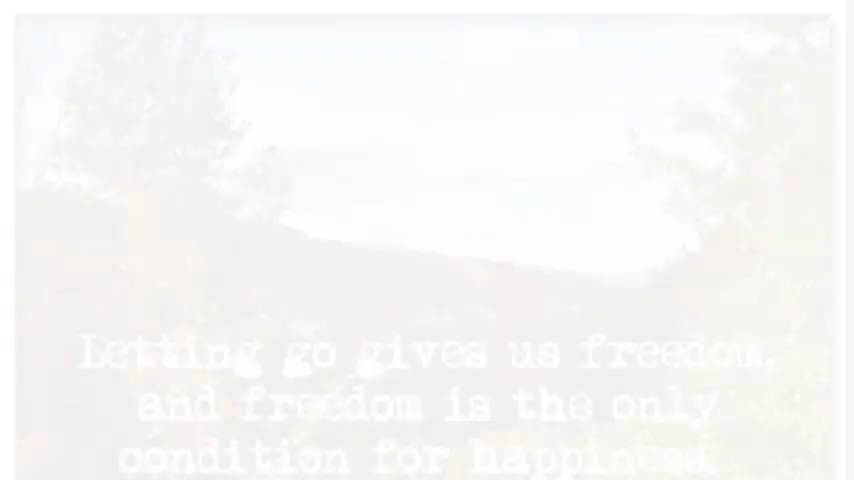 Letting go gives us freedom,
and freedom is the only
condition for happiness.